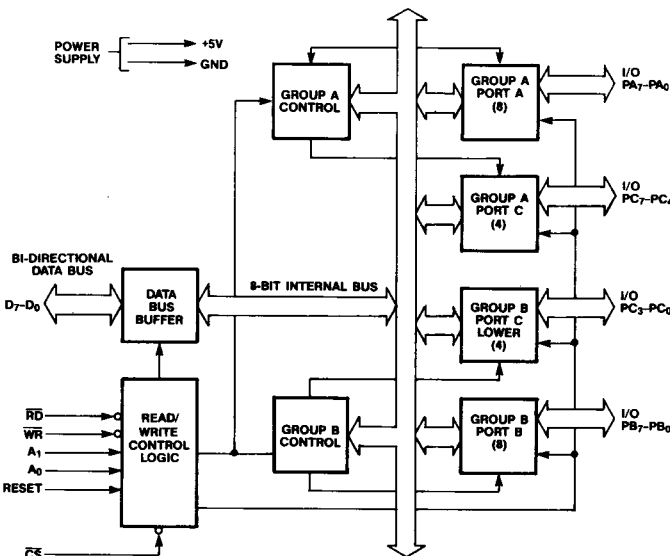 POWER
SUPPLY
+5V
GND
GROUP A
CONTROL
GROUP A
PORT A
(8)
I/O
PA7–PA0
GROUP A
PORT C
(4)
I/O
PC7–PC4
BI-DIRECTIONAL
DATA BUS
D7–D0
DATA
BUS
BUFFER
8-BIT INTERNAL BUS
GROUP B
PORT C
LOWER
(4)
I/O
PC3–PC0
RD
WR
A1
A0
RESET
READ/
WRITE
CONTROL
LOGIC
GROUP B
CONTROL
GROUP B
PORT B
(8)
I/O
PB7–PB0
CS